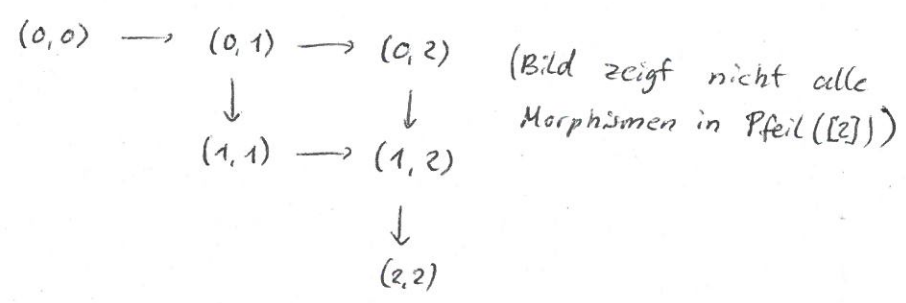 (0,0) → (0,1) → (0,2)
(Bild zeigt nicht alle
Morphismen in Pfeil([2]))
↓ ↓
(1,1) → (1,2)
↓
(2,2)